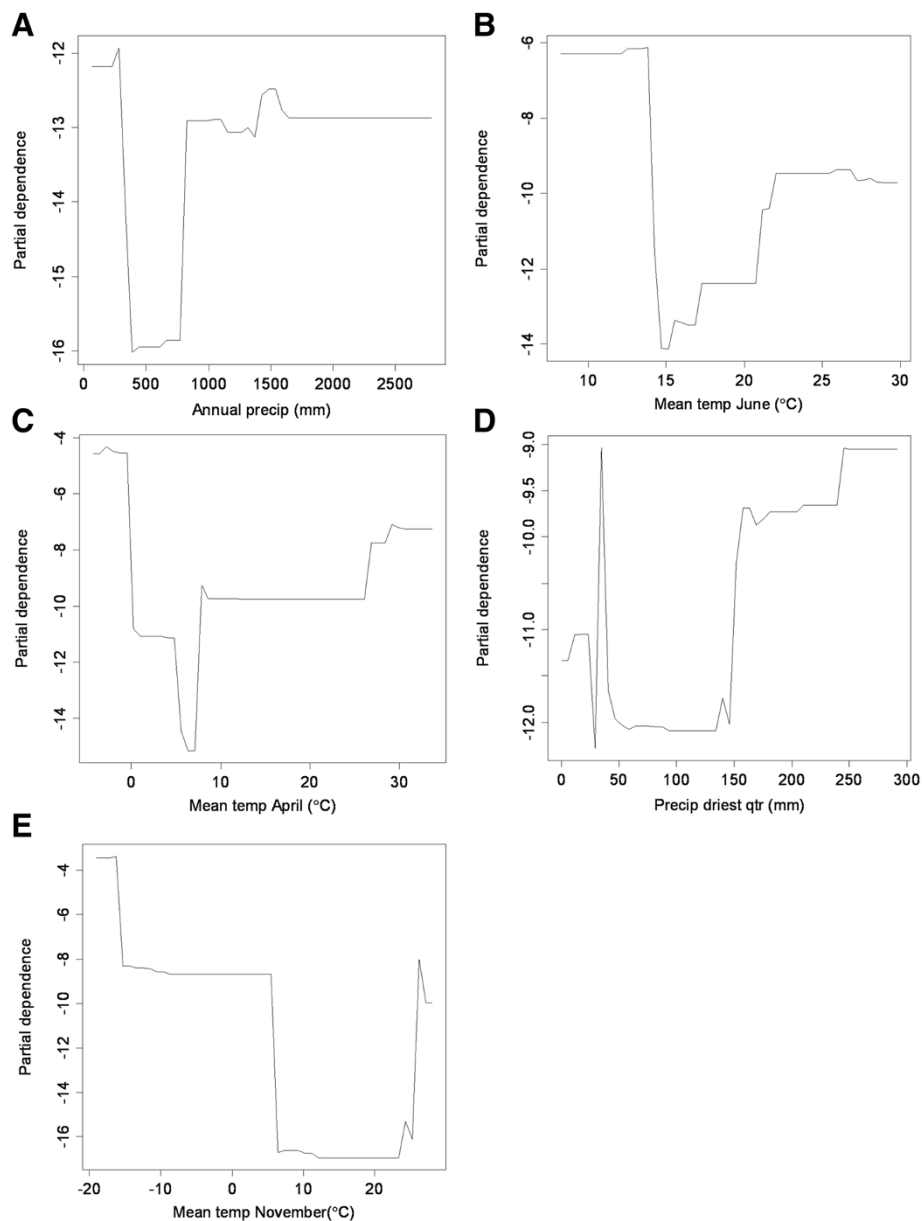 A
Partial dependence
-12
-13
-14
-15
-16
0 500 1000 1500 2000 2500
Annual precip (mm)
B
Partial dependence
-6
-8
-10
-12
-14
10 15 20 25 30
Mean temp June (°C)
C
Partial dependence
-4
-6
-8
-10
-12
-14
0 10 20 30
Mean temp April (°C)
D
Partial dependence
-9.0
-9.5
-10.0
-11.0
-12.0
0 50 100 150 200 250 300
Precip driest qtr (mm)
E
Partial dependence
-4
-6
-8
-10
-12
-14
-16
-20 -10 0 10 20
Mean temp November(°C)